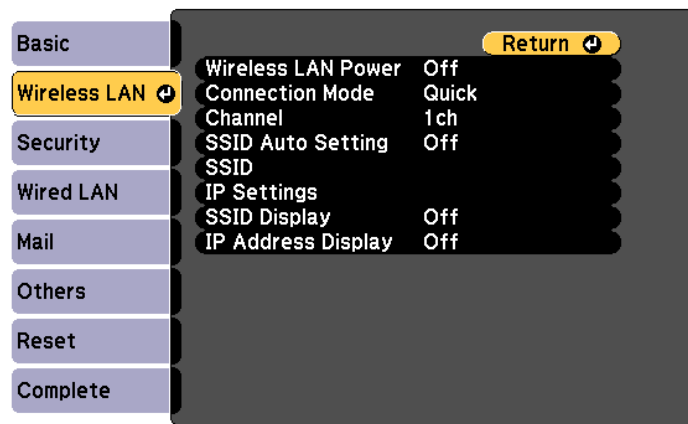 Basic
Wireless LAN
Security
Wired LAN
Mail
Others
Reset
Complete
Return
Wireless LAN Power Off
Connection Mode Quick
Channel 1ch
SSID Auto Setting Off
SSID
IP Settings
SSID Display Off
IP Address Display Off